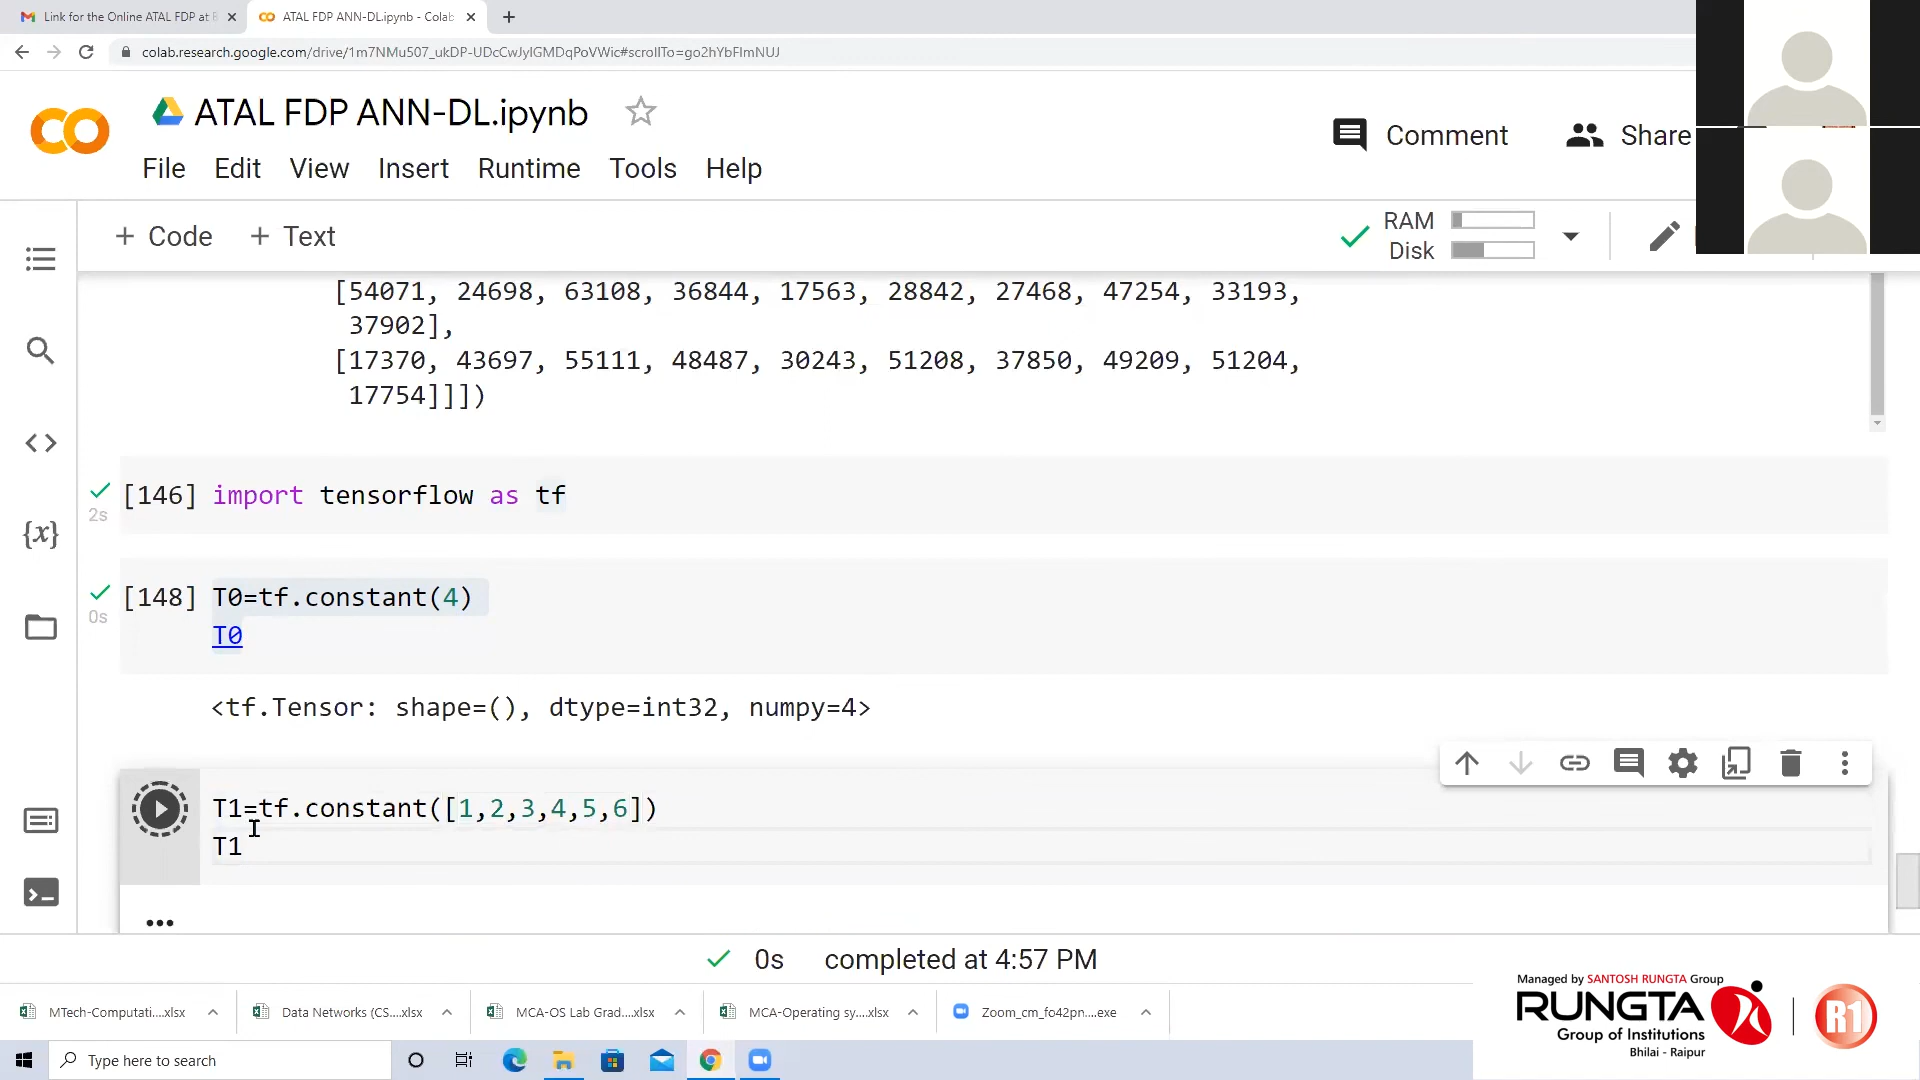 Link for the Online ATAL FDP at
ATAL FDP ANN-DL.ipynb - Colab
colab.research.google.com/drive/1m7NMu507_ukDP-UDcCwJyIGMDqPoVWic#scrollTo=go2hYbFImNUJ
ATAL FDP ANN-DL.ipynb
Comment
Share
File Edit View Insert Runtime Tools Help
+ Code + Text
RAM
Disk
[54071, 24698, 63108, 36844, 17563, 28842, 27468, 47254, 33193,
37902],
[17370, 43697, 55111, 48487, 30243, 51208, 37850, 49209, 51204,
17754]]])
[146] import tensorflow as tf
2s
[148] T0=tf.constant(4)
0s
T0
<tf.Tensor: shape=(), dtype=int32, numpy=4>
T1=tf.constant([1,2,3,4,5,6])
T1
0s completed at 4:57 PM
MTech-Computati....xlsx
Data Networks (CS....xlsx
MCA-OS Lab Grad....xlsx
MCA-Operating sy....xlsx
Zoom_cm_fo42pn....exe
Managed by SANTOSH RUNGTA Group
RUNGTA
Group of Institutions
Bhilai - Raipur
R1
Type here to search